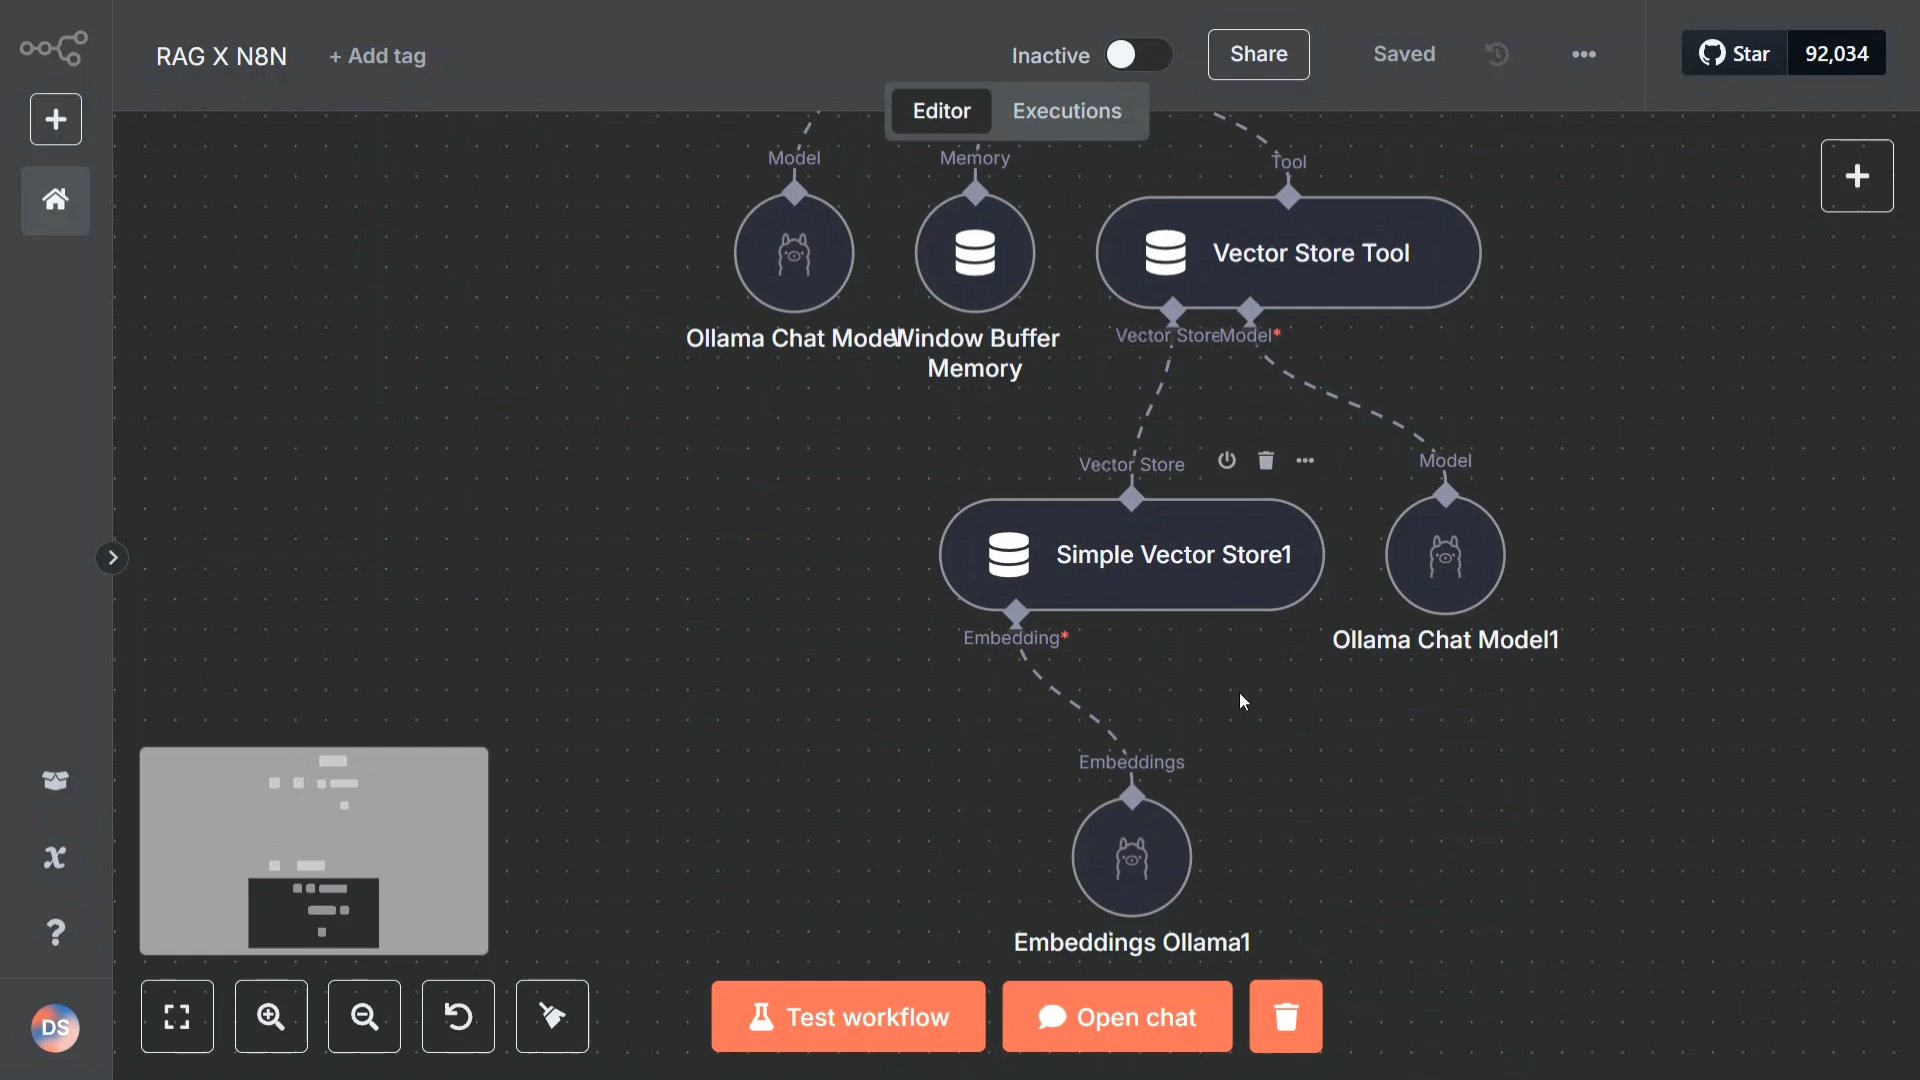 RAG X N8N
+ Add tag
Inactive
Share
Saved
Star
92,034
Editor
Executions
Model
Memory
Tool
Vector Store Tool
Ollama Chat Model
Window Buffer
Memory
Vector Store
Model*
Vector Store
Model
Simple Vector Store1
Embedding*
Ollama Chat Model1
Embeddings
Embeddings Ollama1
DS
Test workflow
Open chat